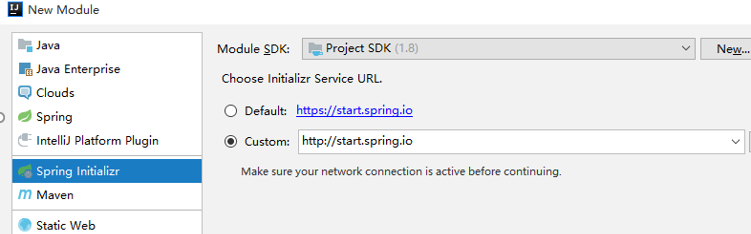 New Module
Java
Java Enterprise
Clouds
Spring
IntelliJ Platform Plugin
Spring Initializr
Maven
Static Web
Module SDK: Project SDK (1.8) New...
Choose Initializr Service URL.
Default: https://start.spring.io
Custom: http://start.spring.io
Make sure your network connection is active before continuing.